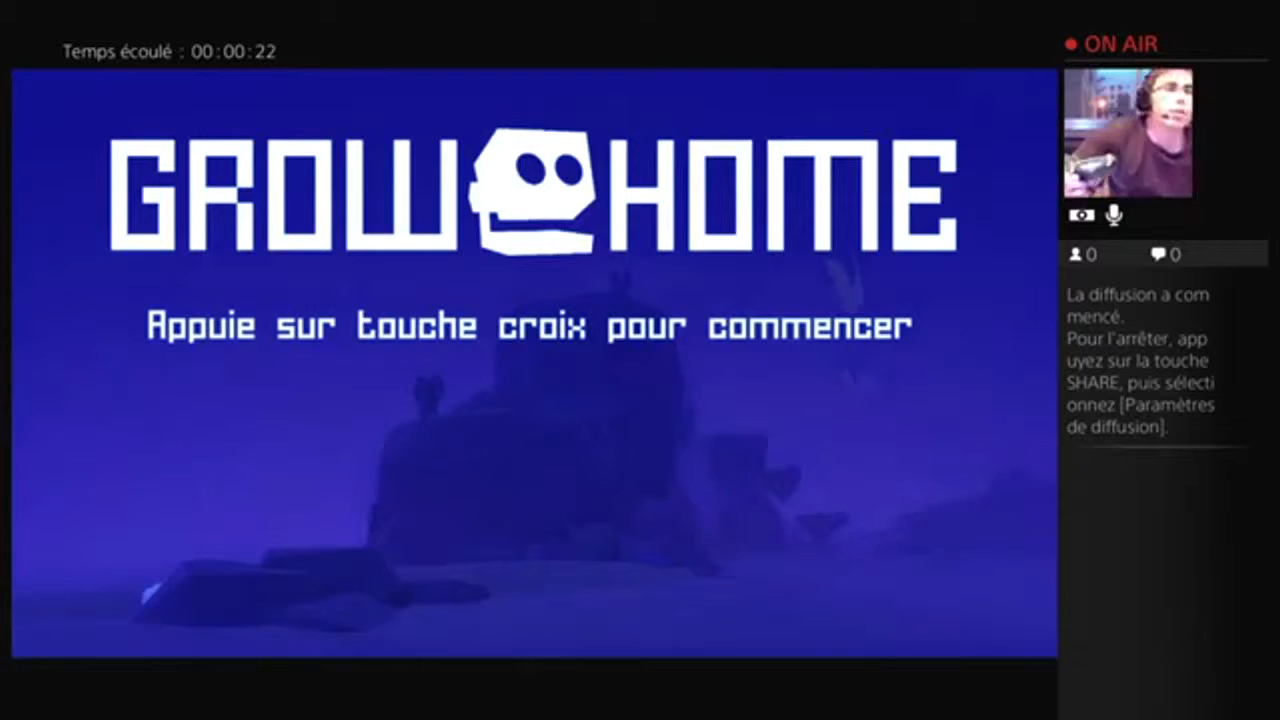 Temps écoulé : 00:00:22
ON AIR
GROW HOME
Appuie sur touche croix pour commencer
0 0
La diffusion a com
mencé.
Pour l'arrêter, app
uyez sur la touche
SHARE, puis sélecti
onnez [Paramètres
de diffusion].